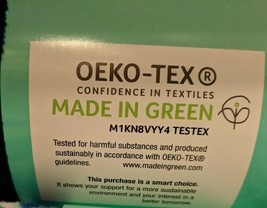 OEKO-TEX®
CONFIDENCE IN TEXTILES
MADE IN GREEN
M1KN8VYY4 TESTEX
Tested for harmful substances and produced
sustainably in accordance with OEKO-TEX®
guidelines. www.madeingreen.com
This purchase is a smart choice.
It shows your support for a more sustainable
environment and your interest in a
better tomorrow.